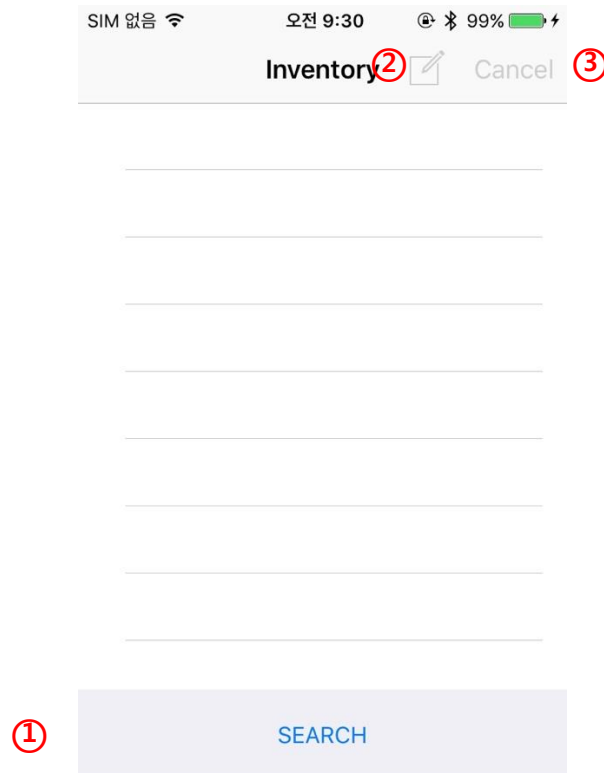 SIM 없음 오전 9:30 99%
Inventory ② Cancel ③
① SEARCH